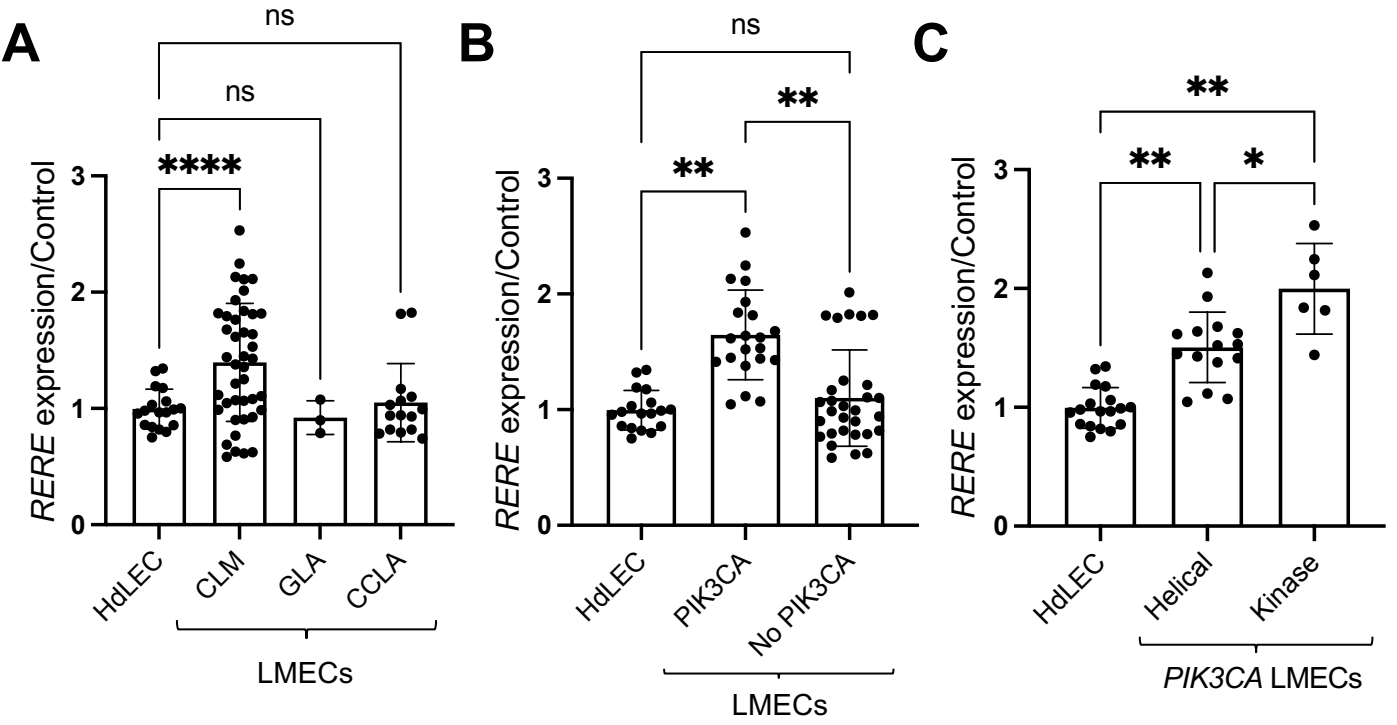 A
ns
ns
****
RERE expression/Control
3
2
1
0
HdLEC
CLM
GLA
CCLA
LMECs
B
ns
**
**
RERE expression/Control
3
2
1
0
HdLEC
PIK3CA
No PIK3CA
LMECs
C
**
**
*
RERE expression/Control
3
2
1
0
HdLEC
Helical
Kinase
PIK3CA LMECs